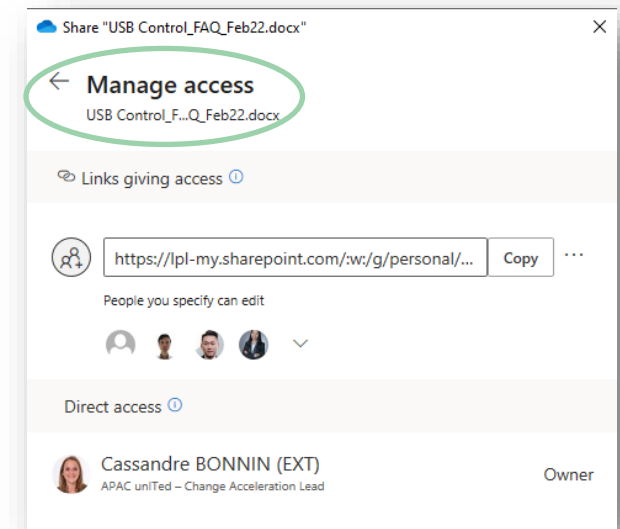 Share "USB Control_FAQ_Feb22.docx"
Manage access
USB Control_F...Q_Feb22.docx
Links giving access
https://lpl-my.sharepoint.com/:w:/g/personal/... Copy ...
People you specify can edit
Direct access
Cassandre BONNIN (EXT)
Owner
APAC unITed – Change Acceleration Lead